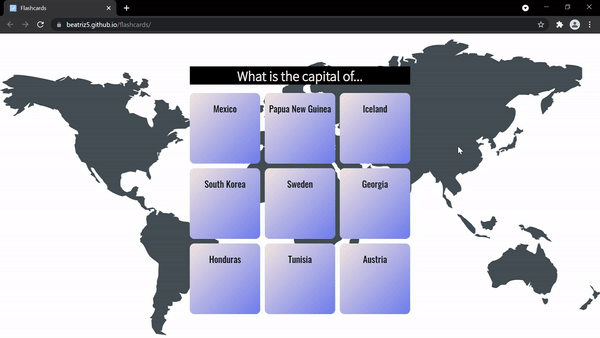 Flashcards
beatriz5.github.io/flashcards/
What is the capital of...
Mexico
Papua New Guinea
Iceland
South Korea
Sweden
Georgia
Honduras
Tunisia
Austria